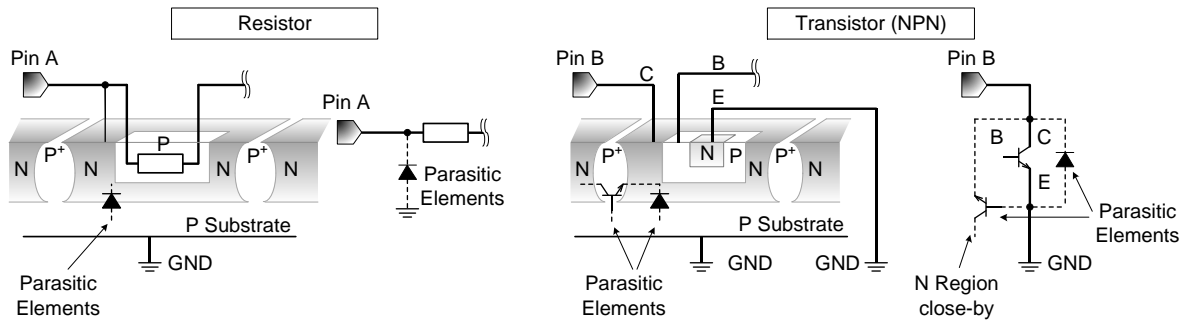 Resistor
Transistor (NPN)
Pin A
Pin B
Pin B
C
B
E
Pin A
N
P+
N
P
P+
N
N
N
P+
N
N
P
P+
N
N
B
C
E
Parasitic
Elements
P Substrate
P Substrate
Parasitic
Elements
GND
GND
GND
GND
Parasitic
Elements
Parasitic
Elements
N Region
close-by